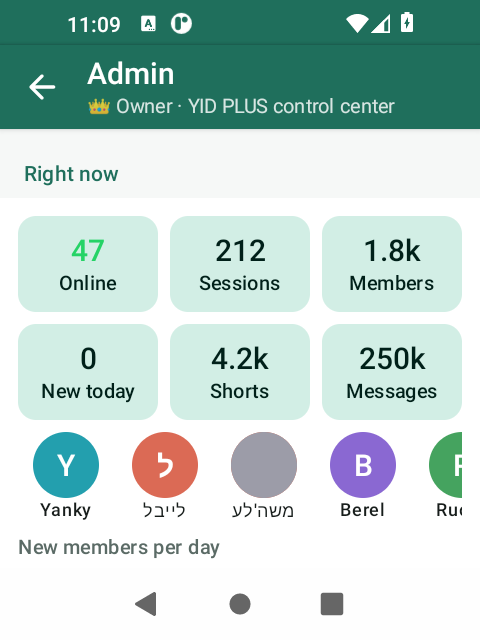 11:09
Admin
👑 Owner · YID PLUS control center
Right now
47
Online
212
Sessions
1.8k
Members
0
New today
4.2k
Shorts
250k
Messages
Y
Yanky
ל
לייבל
משה'לע
B
Berel
New members per day